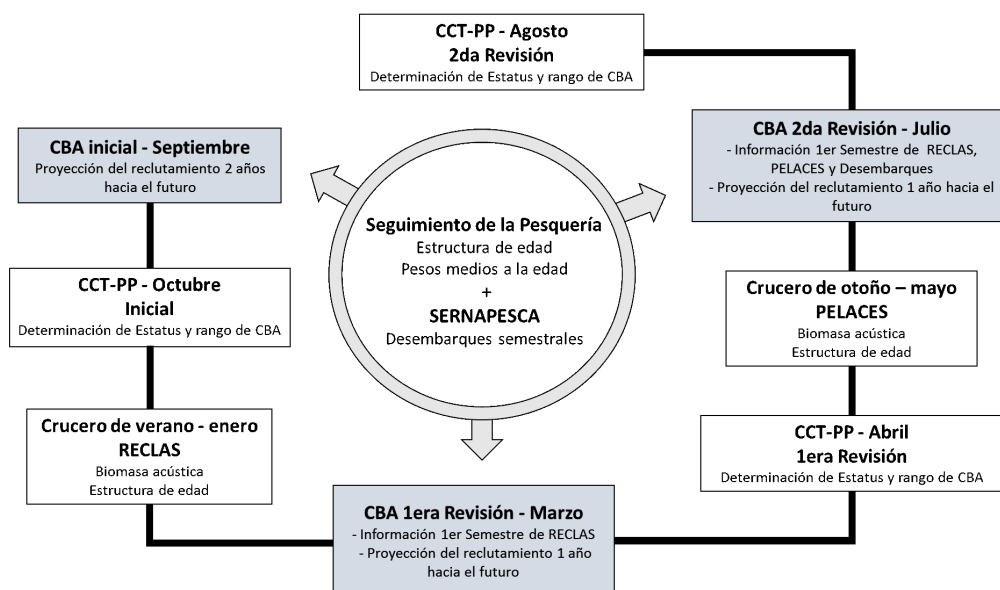 CCT-PP - Agosto
2da Revisión
Determinación de Estatus y rango de CBA
CBA inicial - Septiembre
Proyección del reclutamiento 2 años
hacia el futuro
CBA 2da Revisión - Julio
- Información 1er Semestre de RECLAS,
PELACES y Desembarques
- Proyección del reclutamiento 1 año hacia el
futuro
Seguimiento de la Pesquería
Estructura de edad
Pesos medios a la edad
+
SERNAPESCA
Desembarques semestrales
CCT-PP - Octubre
Inicial
Determinación de Estatus y rango de CBA
Crucero de otoño – mayo
PELACES
Biomasa acústica
Estructura de edad
Crucero de verano - enero
RECLAS
Biomasa acústica
Estructura de edad
CCT-PP - Abril
1era Revisión
Determinación de Estatus y rango de CBA
CBA 1era Revisión - Marzo
- Información 1er Semestre de RECLAS
- Proyección del reclutamiento 1 año
hacia el futuro